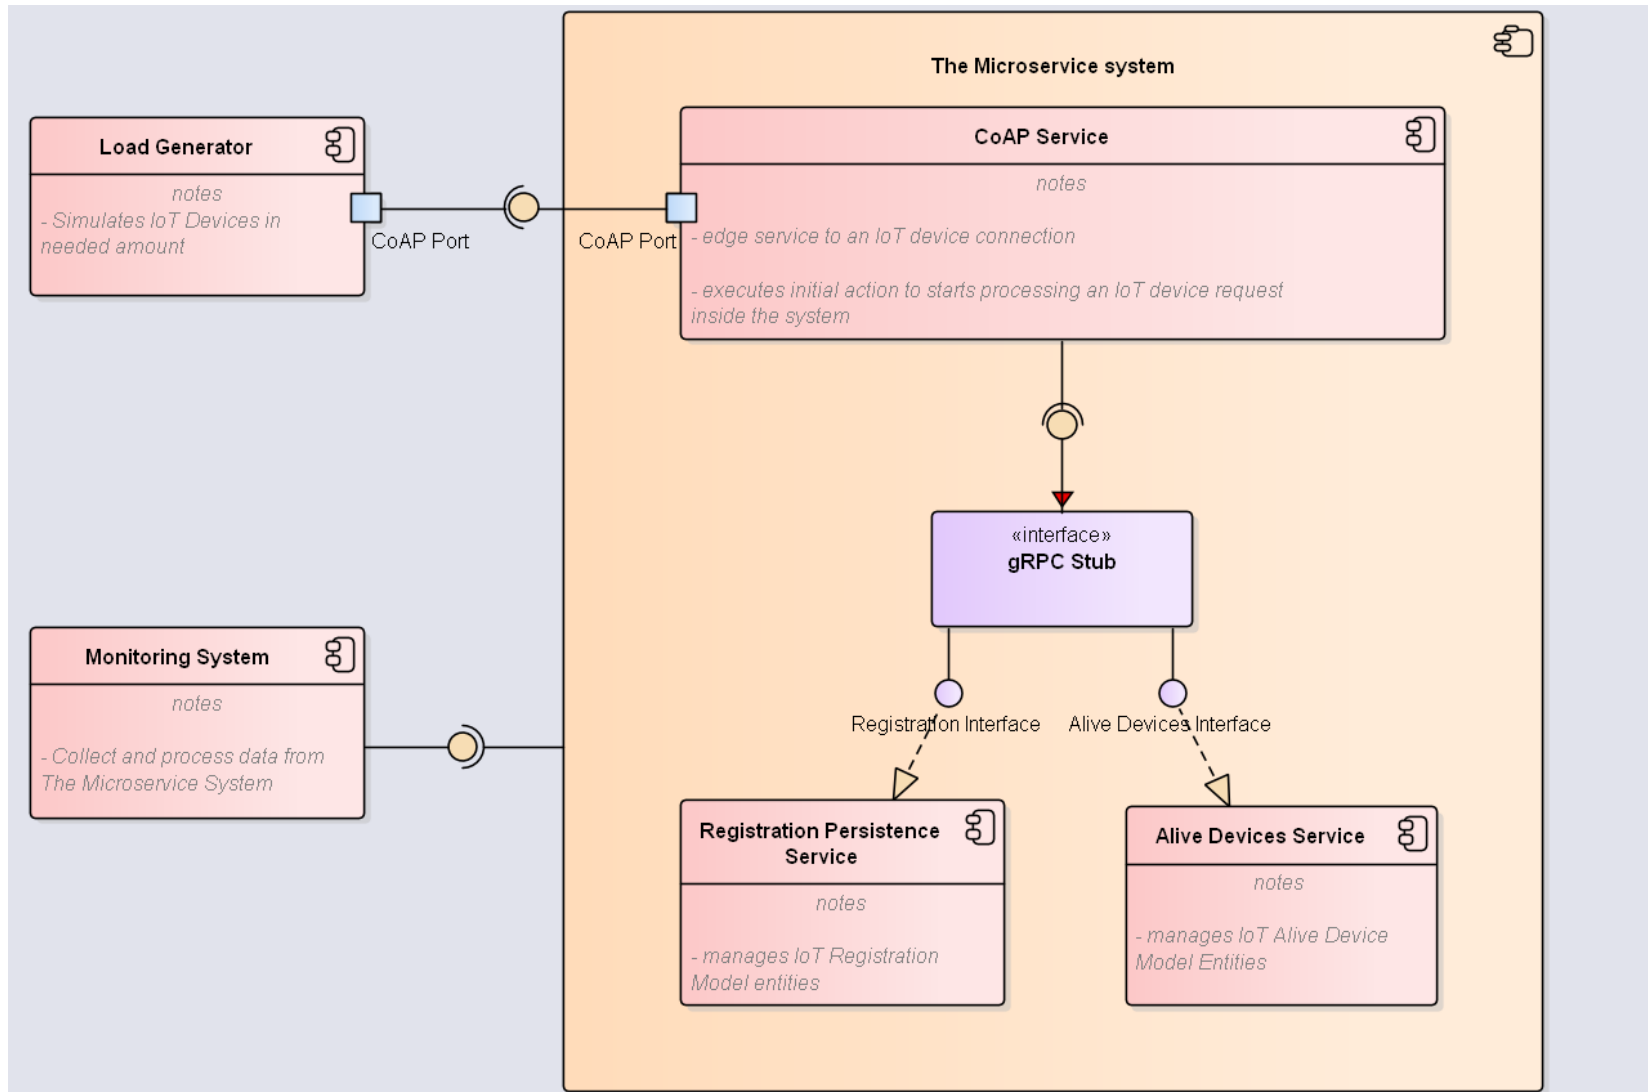 The Microservice system
Load Generator
notes
- Simulates IoT Devices in
needed amount
CoAP Port
CoAP Port
CoAP Service
notes
- edge service to an IoT device connection
- executes initial action to starts processing an IoT device request
inside the system
«interface»
gRPC Stub
Monitoring System
notes
- Collect and process data from
The Microservice System
Registration Interface
Alive Devices Interface
Registration Persistence
Service
notes
- manages IoT Registration
Model entities
Alive Devices Service
notes
- manages IoT Alive Device
Model Entities